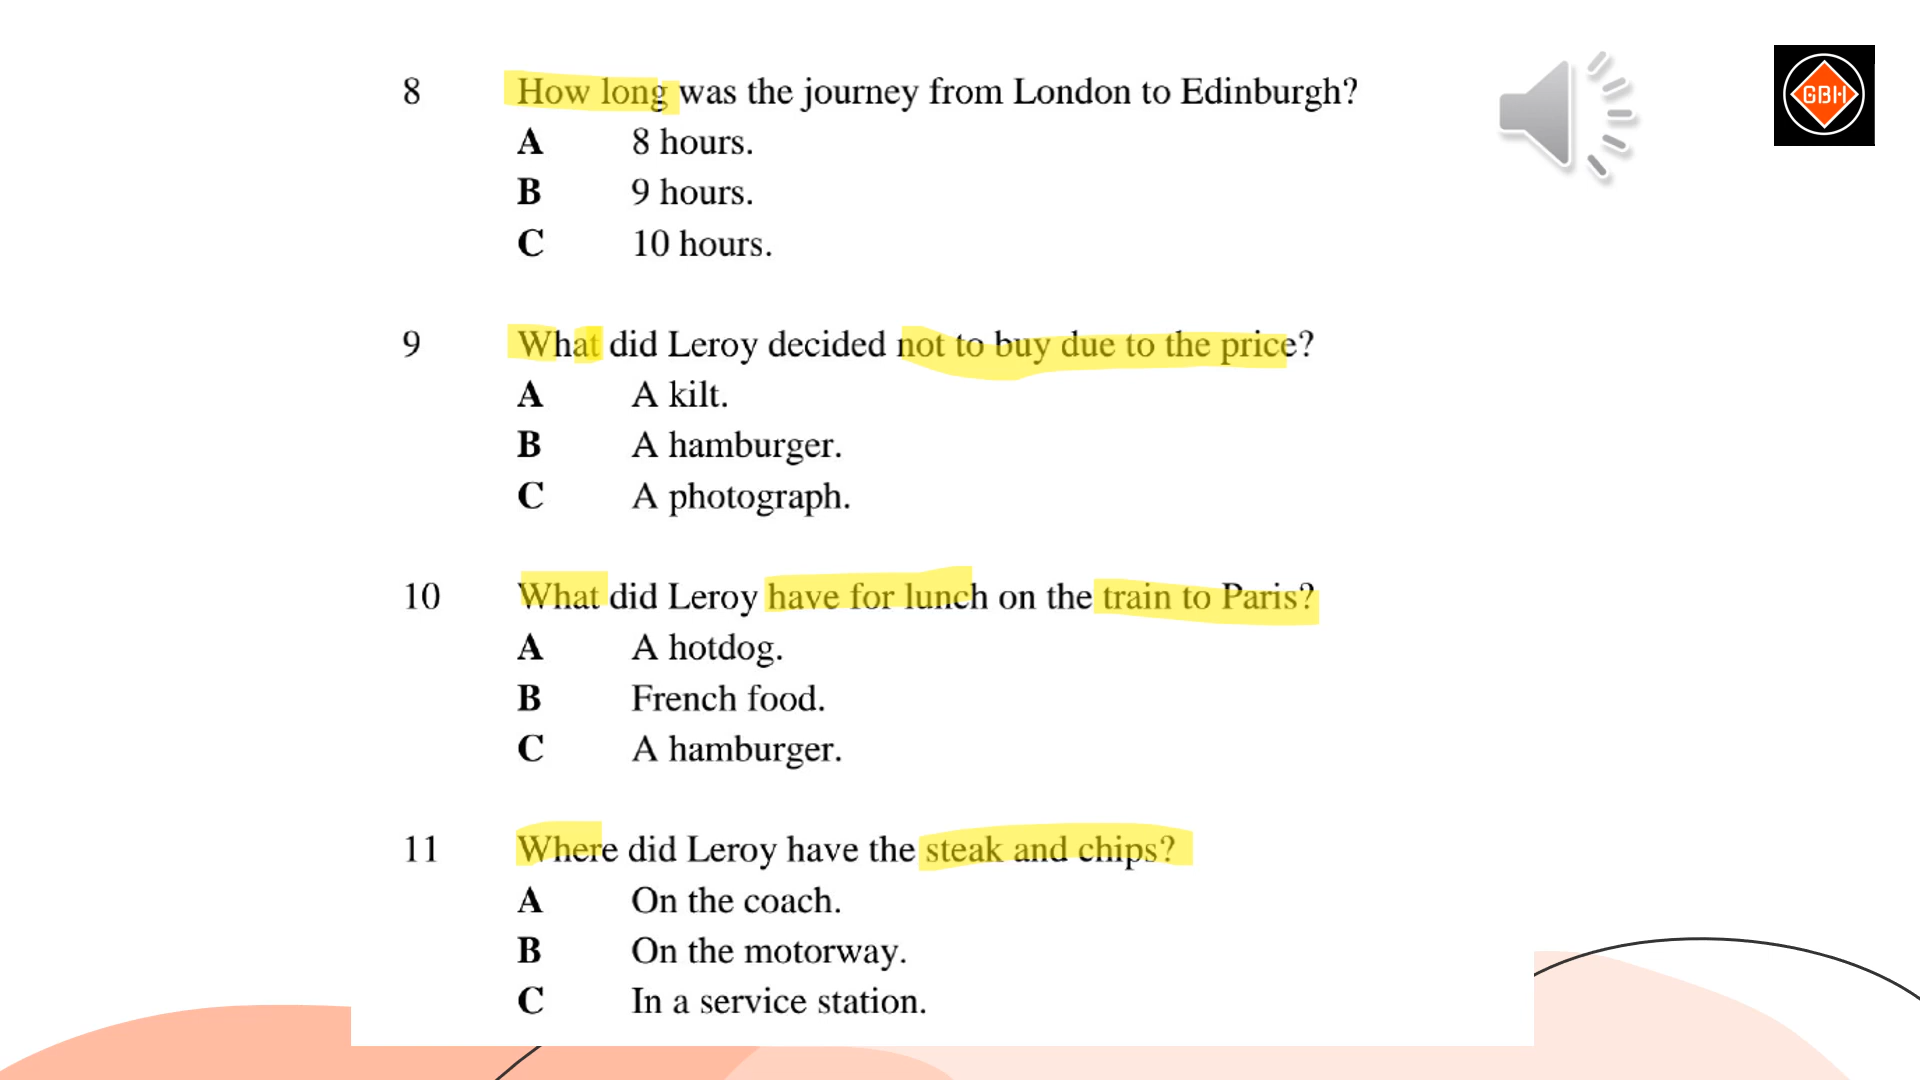 8 How long was the journey from London to Edinburgh?
A 8 hours.
B 9 hours.
C 10 hours.
9 What did Leroy decided not to buy due to the price?
A A kilt.
B A hamburger.
C A photograph.
10 What did Leroy have for lunch on the train to Paris?
A A hotdog.
B French food.
C A hamburger.
11 Where did Leroy have the steak and chips?
A On the coach.
B On the motorway.
C In a service station.
GBH